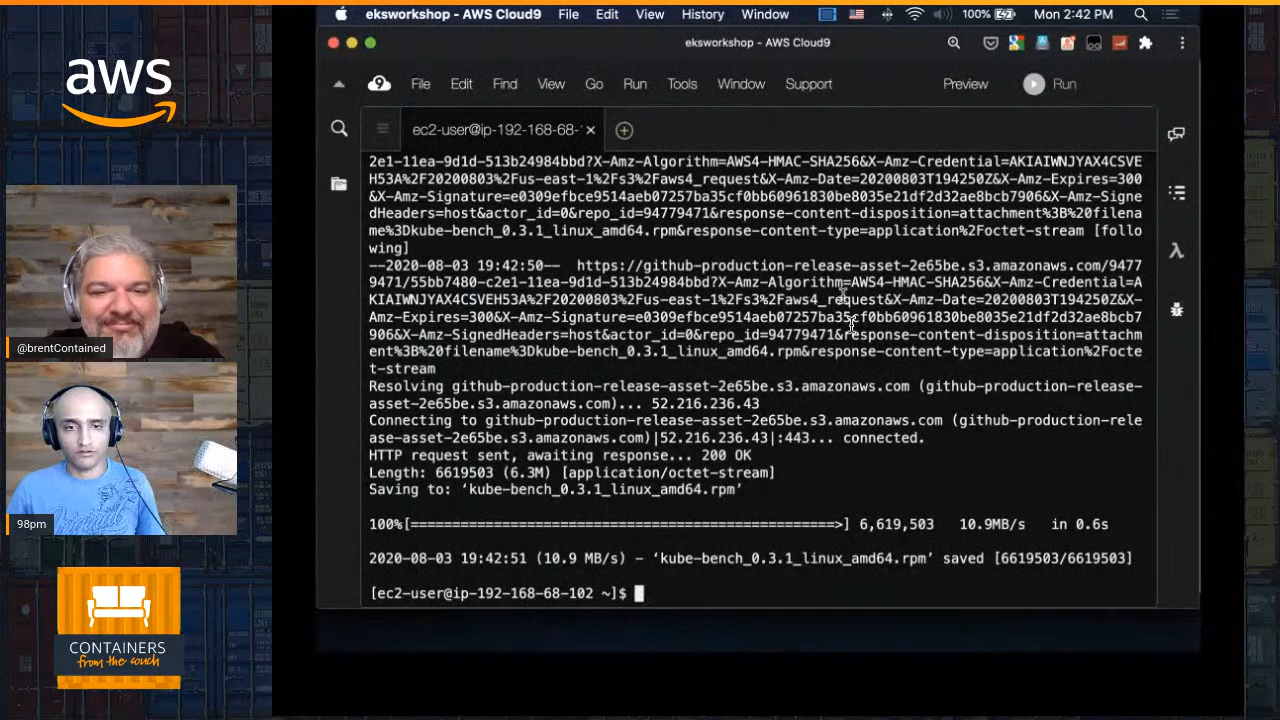 aws
@brentContained
98pm
CONTAINERS
from the couch
eksworkshop - AWS Cloud9 File Edit View History Window 100% Mon 2:42 PM
eksworkshop - AWS Cloud9
9 File Edit Find View Go Run Tools Window Support Preview Run
ec2-user@ip-192-168-68-
2e1-11ea-9d1d-513b24984bbd?X-Amz-Algorithm=AWS4-HMAC-SHA256&X-Amz-Credential=AKIAIWNJYAX4CSVE
H53A%2F20200803%2Fus-east-1%2Fs3%2Faws4_request&X-Amz-Date=20200803T194250Z&X-Amz-Expires=300
&X-Amz-Signature=e0309efbce9514aeb07257ba35cf0bb60961830be8035e21df2d32ae8bcb7906&X-Amz-Signe
dHeaders=host&actor_id=0&repo_id=94779471&response-content-disposition=attachment%3B%20filena
me%3Dkube-bench_0.3.1_linux_amd64.rpm&response-content-type=application%2Foctet-stream [follo
wing]
--2020-08-03 19:42:50-- https://github-production-release-asset-2e65be.s3.amazonaws.com/9477
9471/55bb7480-c2e1-11ea-9d1d-513b24984bbd?X-Amz-Algorithm=AWS4-HMAC-SHA256&X-Amz-Credential=A
KIAIWNJYAX4CSVEH53A%2F20200803%2Fus-east-1%2Fs3%2Faws4_request&X-Amz-Date=20200803T194250Z&X-
Amz-Expires=300&X-Amz-Signature=e0309efbce9514aeb07257ba35cf0bb60961830be8035e21df2d32ae8bcb7
906&X-Amz-SignedHeaders=host&actor_id=0&repo_id=94779471&response-content-disposition=attachm
ent%3B%20filename%3Dkube-bench_0.3.1_linux_amd64.rpm&response-content-type=application%2Focte
t-stream
Resolving github-production-release-asset-2e65be.s3.amazonaws.com (github-production-release-
asset-2e65be.s3.amazonaws.com)... 52.216.236.43
Connecting to github-production-release-asset-2e65be.s3.amazonaws.com (github-production-rele
ase-asset-2e65be.s3.amazonaws.com)|52.216.236.43|:443... connected.
HTTP request sent, awaiting response... 200 OK
Length: 6619503 (6.3M) [application/octet-stream]
Saving to: ‘kube-bench_0.3.1_linux_amd64.rpm’
100%[==================================================>] 6,619,503 10.9MB/s in 0.6s
2020-08-03 19:42:51 (10.9 MB/s) – ‘kube-bench_0.3.1_linux_amd64.rpm’ saved [6619503/6619503]
[ec2-user@ip-192-168-68-102 ~]$